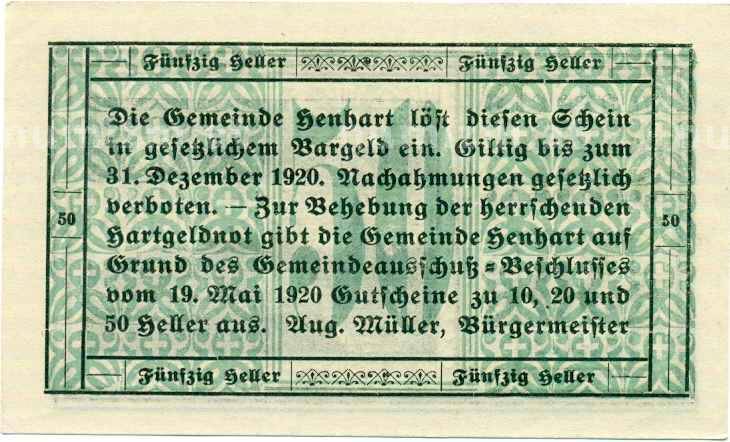 Fünfzig Heller Fünfzig Heller
Die Gemeinde Henhart löst diesen Schein
in gesetzlichem Bargeld ein. Giltig bis zum
31. Dezember 1920. Nachahmungen gesetzlich
verboten. — Zur Behebung der herrschenden
50 50
Hartgeldnot gibt die Gemeinde Henhart auf
Grund des Gemeindeausschuß=Beschlusses
vom 19. Mai 1920 Gutscheine zu 10, 20 und
50 Heller aus. Aug. Müller, Bürgermeister
Fünfzig Heller Fünfzig Heller